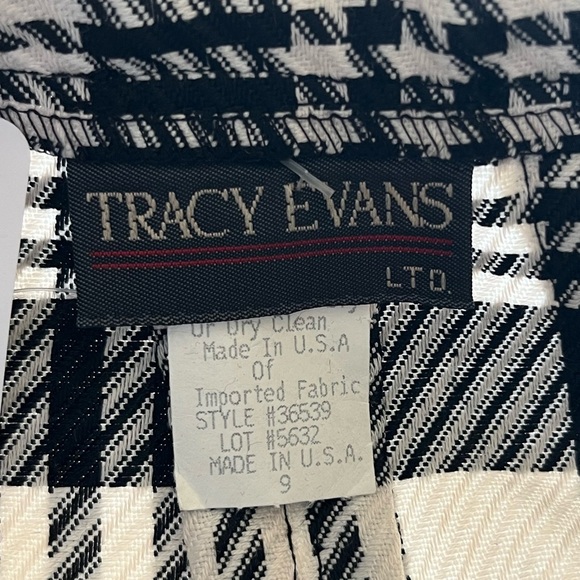 TRACY EVANS
LTD.
Or Dry Clean
Made In U.S.A
Of
Imported Fabric
STYLE #36539
LOT #5632
MADE IN U.S.A.
9